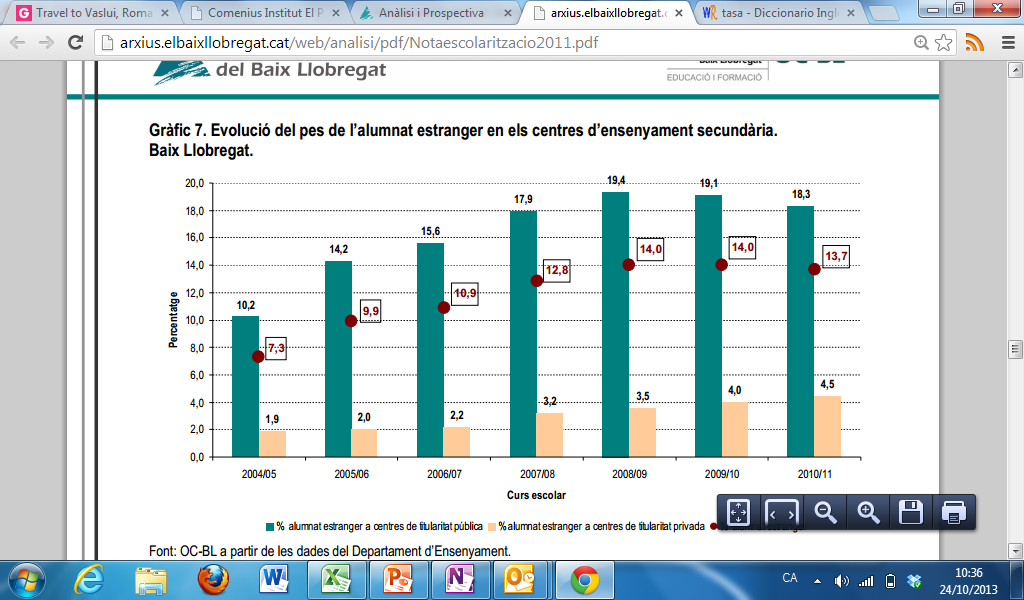 Travel to Vaslui, Roma
Comenius Institut El P
Anàlisi i Prospectiva
arxius.elbaixllobregat.c
tasa - Diccionario Ingl
arxius.elbaixllobregat.cat/web/analisi/pdf/Notaescolaritzacio2011.pdf
del Baix Llobregat
Baix Llobregat
EDUCACIÓ I FORMACIÓ
Gràfic 7. Evolució del pes de l'alumnat estranger en els centres d'ensenyament secundària.
Baix Llobregat.
Percentatge
20,0
18,0
16,0
14,0
12,0
10,0
8,0
6,0
4,0
2,0
0,0
10,2
14,2
15,6
17,9
19,4
19,1
18,3
7,3
9,9
10,9
12,8
14,0
14,0
13,7
1,9
2,0
2,2
3,2
3,5
4,0
4,5
2004/05
2005/06
2006/07
2007/08
2008/09
2009/10
2010/11
Curs escolar
% alumnat estranger a centres de titularitat pública
% alumnat estranger a centres de titularitat privada
Font: OC-BL a partir de les dades del Departament d'Ensenyament.
CA
10:36
24/10/2013